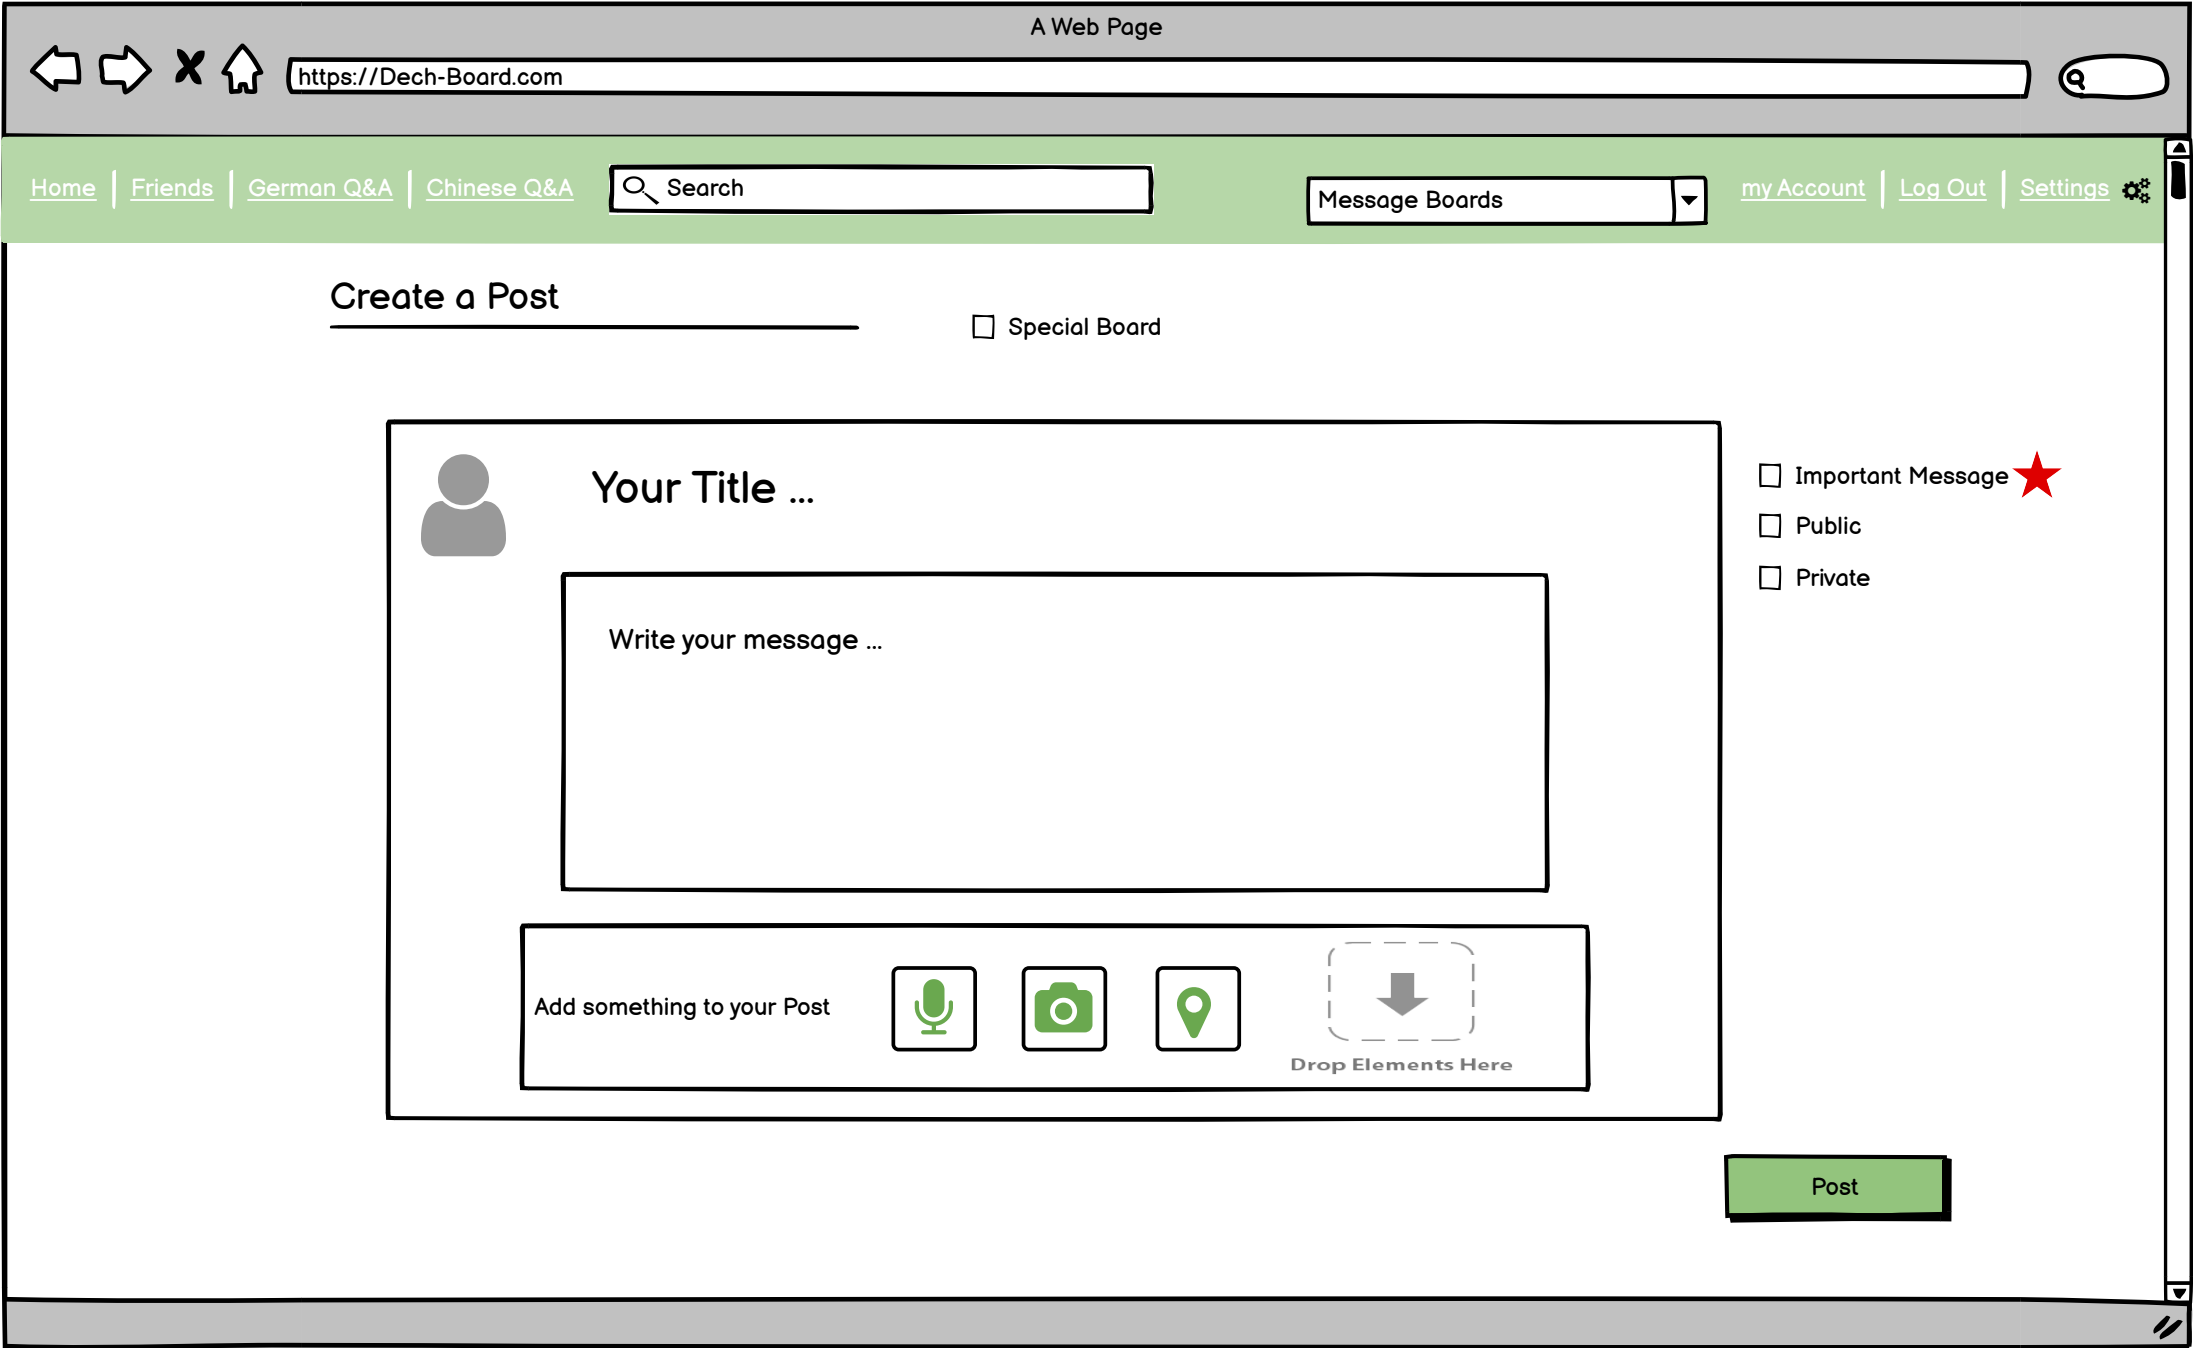 A Web Page
https://Dech-Board.com
Home
Friends
German Q&A
Chinese Q&A
Search
Message Boards
my Account
Log Out
Settings
Create a Post
Special Board
Your Title ...
Important Message
Public
Private
Write your message ...
Add something to your Post
Drop Elements Here
Post